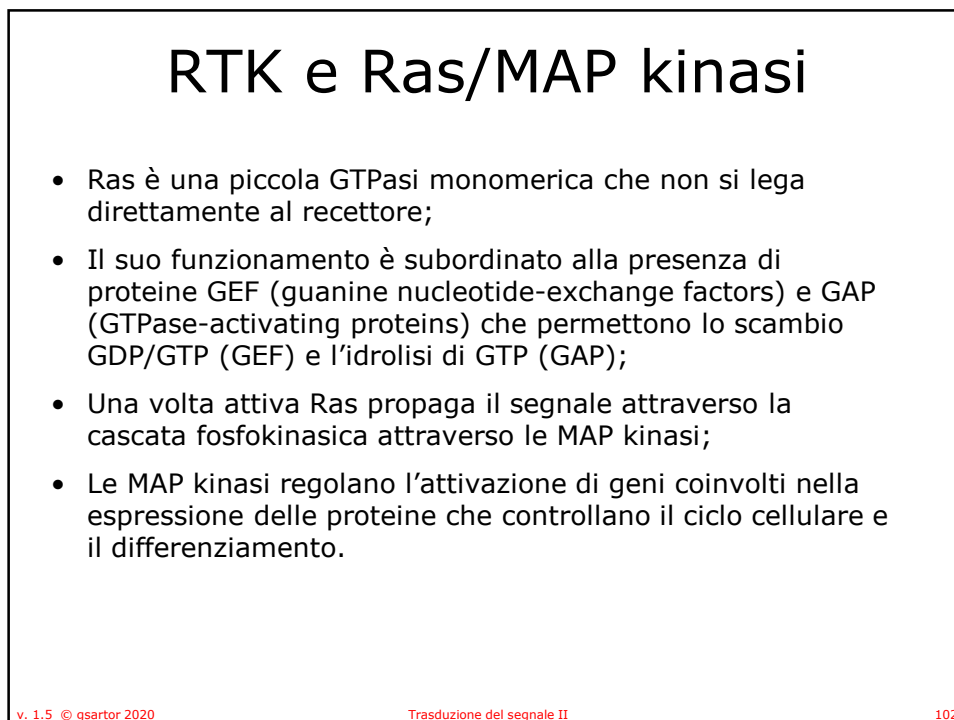 RTK e Ras/MAP kinasi
• Ras è una piccola GTPasi monomerica che non si lega
direttamente al recettore;
• Il suo funzionamento è subordinato alla presenza di
proteine GEF (guanine nucleotide-exchange factors) e GAP
(GTPase-activating proteins) che permettono lo scambio
GDP/GTP (GEF) e l’idrolisi di GTP (GAP);
• Una volta attiva Ras propaga il segnale attraverso la
cascata fosfokinasica attraverso le MAP kinasi;
• Le MAP kinasi regolano l’attivazione di geni coinvolti nella
espressione delle proteine che controllano il ciclo cellulare e
il differenziamento.
v. 1.5 © gsartor 2020 Trasduzione del segnale II 102